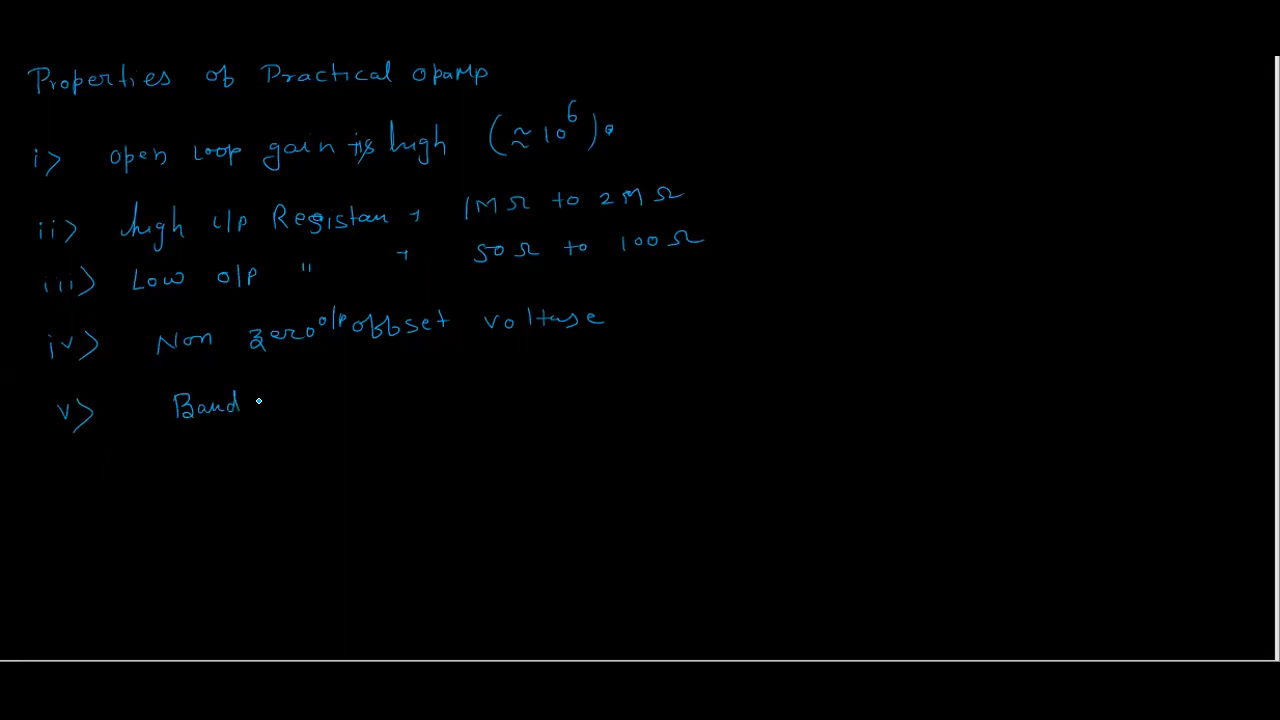 Properties of Practical opamp
i> open Loop gain is high (≈ 10⁶).
ii> high i/p Resistan + 1MΩ to 2MΩ
iii> Low o/p " + 50Ω to 100Ω
iv> Non zero o/p offset voltage
v> Band